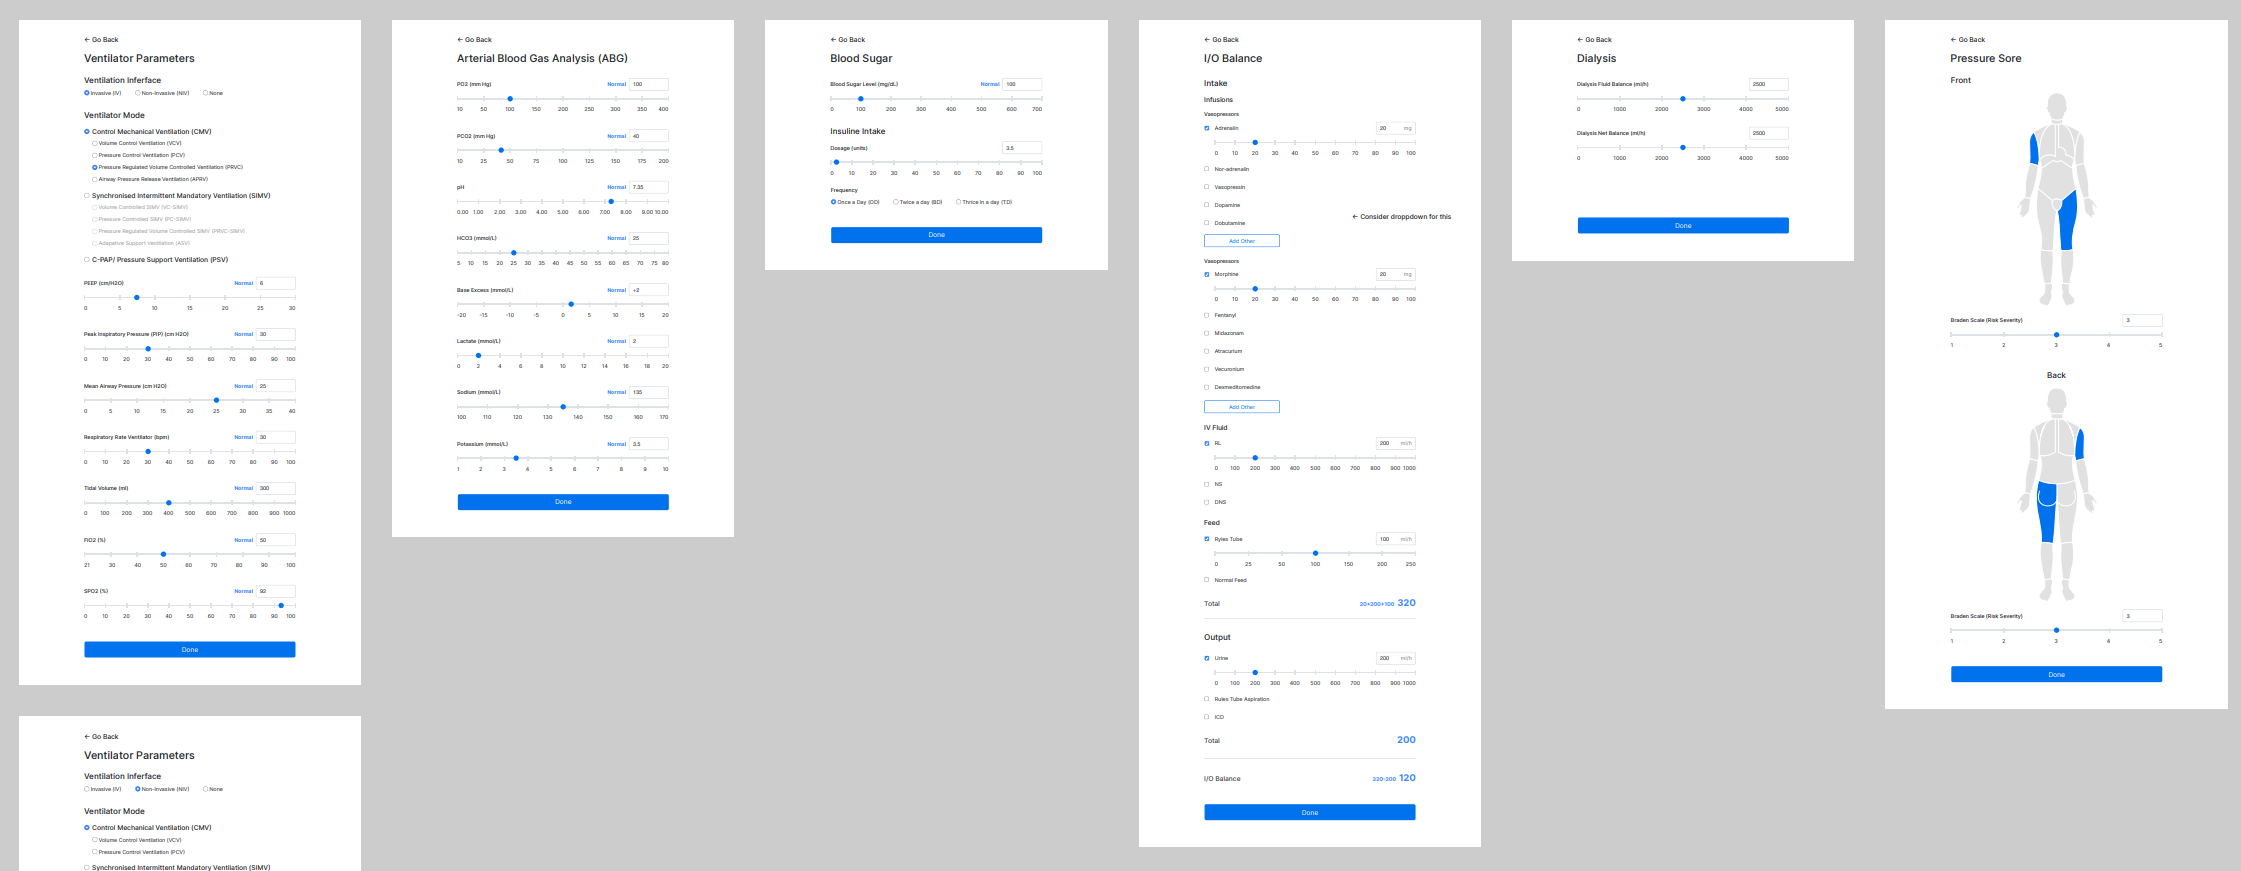 ← Go Back
Ventilator Parameters
Ventilation Inferface
Invasive (IV) Non-Invasive (NIV) None
Ventilator Mode
Control Mechanical Ventilation (CMV)
Volume Control Ventilation (VCV)
Pressure Control Ventilation (PCV)
Pressure Regulated Volume Controlled Ventilation (PRVC)
Airway Pressure Release Ventilation (APRV)
Synchronised Intermittent Mandatory Ventilation (SIMV)
Volume Controlled SIMV (VC-SIMV)
Pressure Controlled SIMV (PC-SIMV)
Pressure Regulated Volume Controlled SIMV (PRVC-SIMV)
Adapative Support Ventilation (ASV)
C-PAP/ Pressure Support Ventilation (PSV)
PEEP (cm/H2O) Normal 6
0 5 10 15 20 25 30
Peak Inspiratory Pressure (PIP) (cm H2O) Normal 30
0 10 20 30 40 50 60 70 80 90 100
Mean Airway Pressure (cm H2O) Normal 25
0 5 10 15 20 25 30 35 40
Respiratory Rate Ventilator (bpm) Normal 30
0 10 20 30 40 50 60 70 80 90 100
Tidal Volume (ml) Normal 300
0 100 200 300 400 500 600 700 800 900 1000
FiO2 (%) Normal 50
21 30 40 50 60 70 80 90 100
SPO2 (%) Normal 92
0 10 20 30 40 50 60 70 80 90 100
Done
← Go Back
Ventilator Parameters
Ventilation Inferface
Invasive (IV) Non-Invasive (NIV) None
Ventilator Mode
Control Mechanical Ventilation (CMV)
Volume Control Ventilation (VCV)
Pressure Control Ventilation (PCV)
Synchronised Intermittent Mandatory Ventilation (SIMV)
← Go Back
Arterial Blood Gas Analysis (ABG)
PO2 (mm Hg) Normal 100
10 50 100 150 200 250 300 350 400
PCO2 (mm Hg) Normal 40
10 25 50 75 100 125 150 175 200
pH Normal 7.35
0.00 1.00 2.00 3.00 4.00 5.00 6.00 7.00 8.00 9.00 10.00
HCO3 (mmol/L) Normal 25
5 10 15 20 25 30 35 40 45 50 55 60 65 70 75 80
Base Excess (mmol/L) Normal +2
-20 -15 -10 -5 0 5 10 15 20
Lactate (mmol/L) Normal 2
0 2 4 6 8 10 12 14 16 18 20
Sodium (mmol/L) Normal 135
100 110 120 130 140 150 160 170
Potassium (mmol/L) Normal 3.5
1 2 3 4 5 6 7 8 9 10
Done
← Go Back
Blood Sugar
Blood Sugar Level (mg/dL) Normal 100
0 100 200 300 400 500 600 700
Insuline Intake
Dosage (units) 3.5
0 10 20 30 40 50 60 70 80 90 100
Frequency
Once a Day (OD) Twice a day (BD) Thrice in a day (TD)
Done
← Go Back
I/O Balance
Intake
Infusions
Vasopressors
Adrenalin 20 mg
0 10 20 30 40 50 60 70 80 90 100
Nor-adrenalin
Vasopressin
Dopamine
← Consider droppdown for this
Dobutamine
Add Other
Vasopressors
Morphine 20 mg
0 10 20 30 40 50 60 70 80 90 100
Fentanyl
Midazonam
Atracurium
Vecuronium
Dexmeditomedine
Add Other
IV Fluid
RL 200 ml/h
0 100 200 300 400 500 600 700 800 900 1000
NS
DNS
Feed
Ryles Tube 100 ml/h
0 25 50 100 150 200 250
Normal Feed
Total 20+200+100 320
Output
Urine 200 ml/h
0 100 200 300 400 500 600 700 800 900 1000
Rules Tube Aspiration
ICD
Total 200
I/O Balance 320-200 120
Done
← Go Back
Dialysis
Dialysis Fluid Balance (ml/h) 2500
0 1000 2000 3000 4000 5000
Dialysis Net Balance (ml/h) 2500
0 1000 2000 3000 4000 5000
Done
← Go Back
Pressure Sore
Front
Braden Scale (Risk Severity) 3
1 2 3 4 5
Back
Braden Scale (Risk Severity) 3
1 2 3 4 5
Done